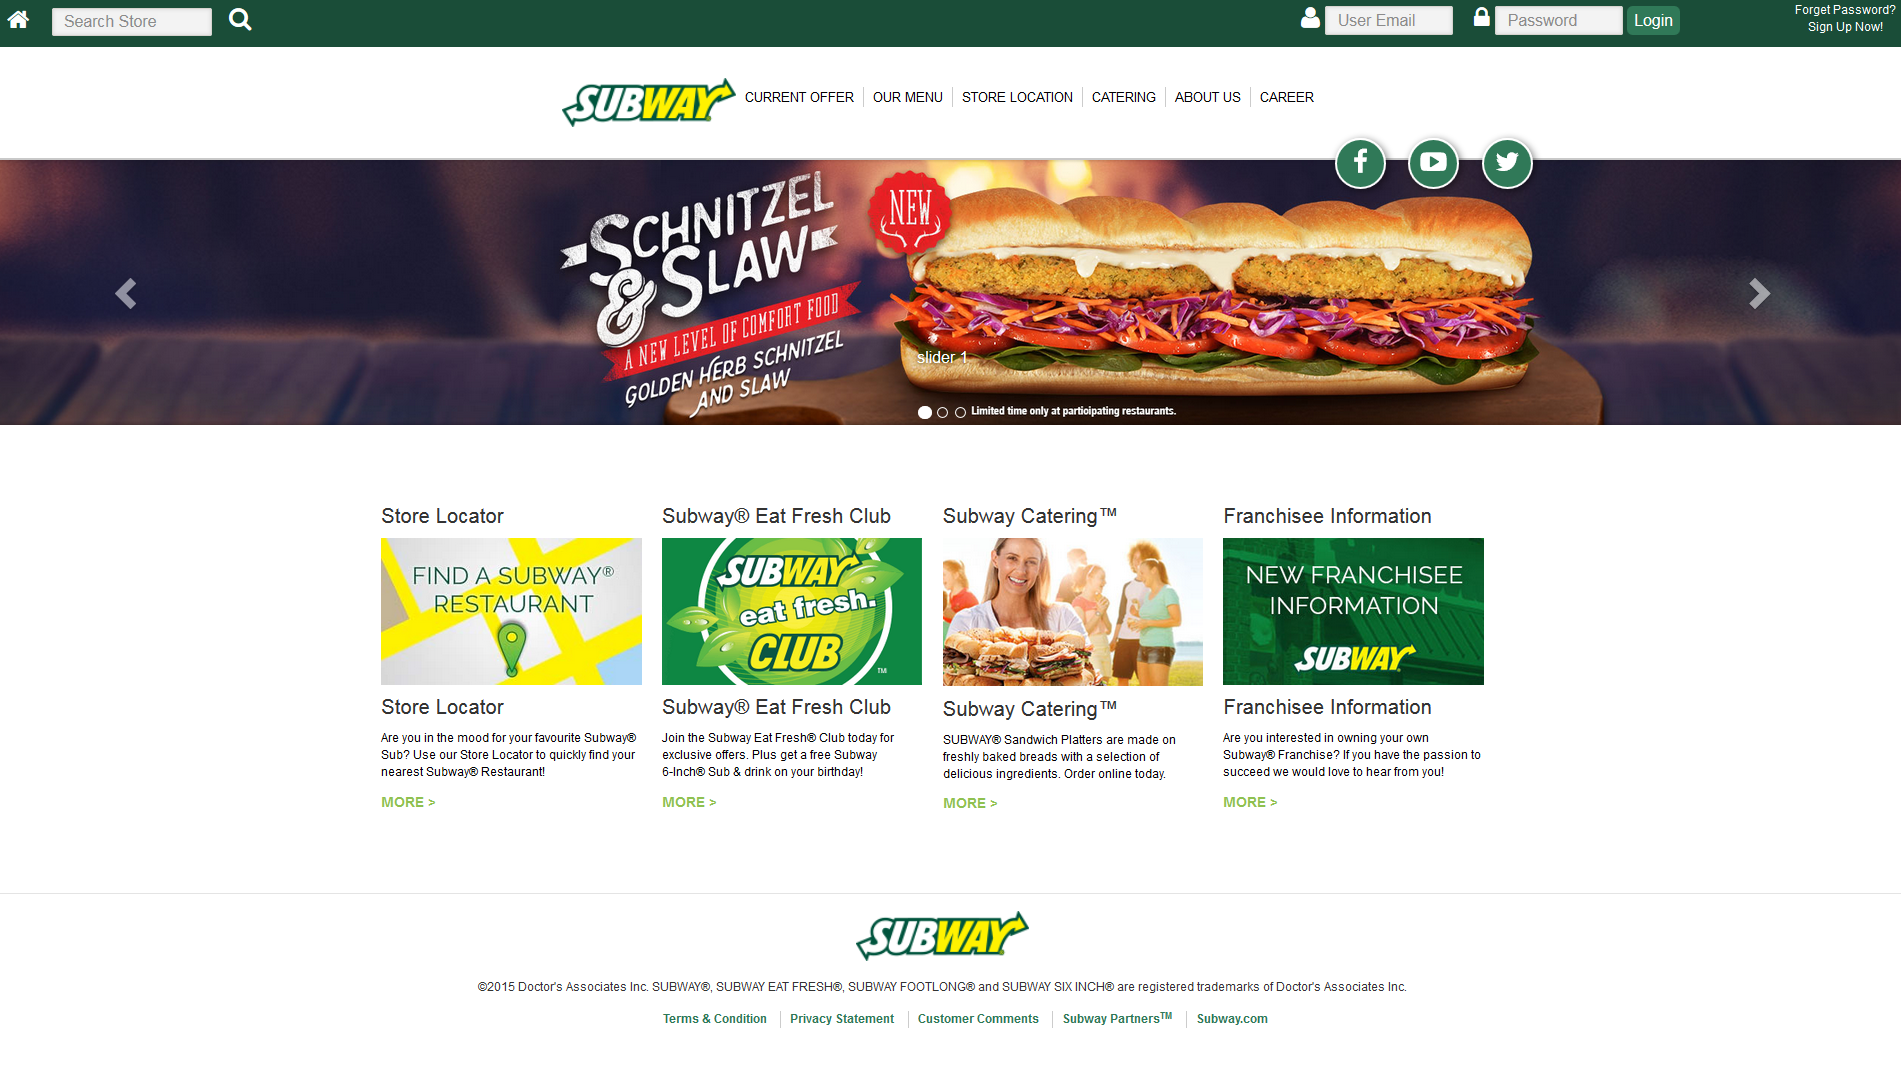 Search Store
User Email
Password
Login
Forget Password?
Sign Up Now!
SUBWAY
CURRENT OFFER
OUR MENU
STORE LOCATION
CATERING
ABOUT US
CAREER
SCHNITZEL
& SLAW
A NEW LEVEL OF COMFORT FOOD
GOLDEN HERB SCHNITZEL
AND SLAW
NEW
slider 1
Limited time only at participating restaurants.
Store Locator
FIND A SUBWAY®
RESTAURANT
Store Locator
Are you in the mood for your favourite Subway®
Sub? Use our Store Locator to quickly find your
nearest Subway® Restaurant!
MORE >
Subway® Eat Fresh Club
SUBWAY
eat fresh.
CLUB
TM
Subway® Eat Fresh Club
Join the Subway Eat Fresh® Club today for
exclusive offers. Plus get a free Subway
6-Inch® Sub & drink on your birthday!
MORE >
Subway Catering™
Subway Catering™
SUBWAY® Sandwich Platters are made on
freshly baked breads with a selection of
delicious ingredients. Order online today.
MORE >
Franchisee Information
NEW FRANCHISEE
INFORMATION
SUBWAY
Franchisee Information
Are you interested in owning your own
Subway® Franchise? If you have the passion to
succeed we would love to hear from you!
MORE >
SUBWAY
©2015 Doctor's Associates Inc. SUBWAY®, SUBWAY EAT FRESH®, SUBWAY FOOTLONG® and SUBWAY SIX INCH® are registered trademarks of Doctor's Associates Inc.
Terms & Condition
Privacy Statement
Customer Comments
Subway Partners™
Subway.com